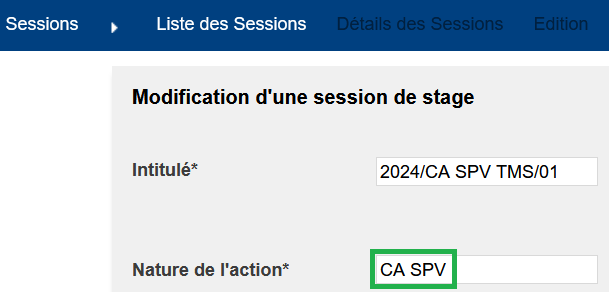 Sessions Liste des Sessions Détails des Sessions Edition
Modification d'une session de stage
Intitulé* 2024/CA SPV TMS/01
Nature de l'action* CA SPV